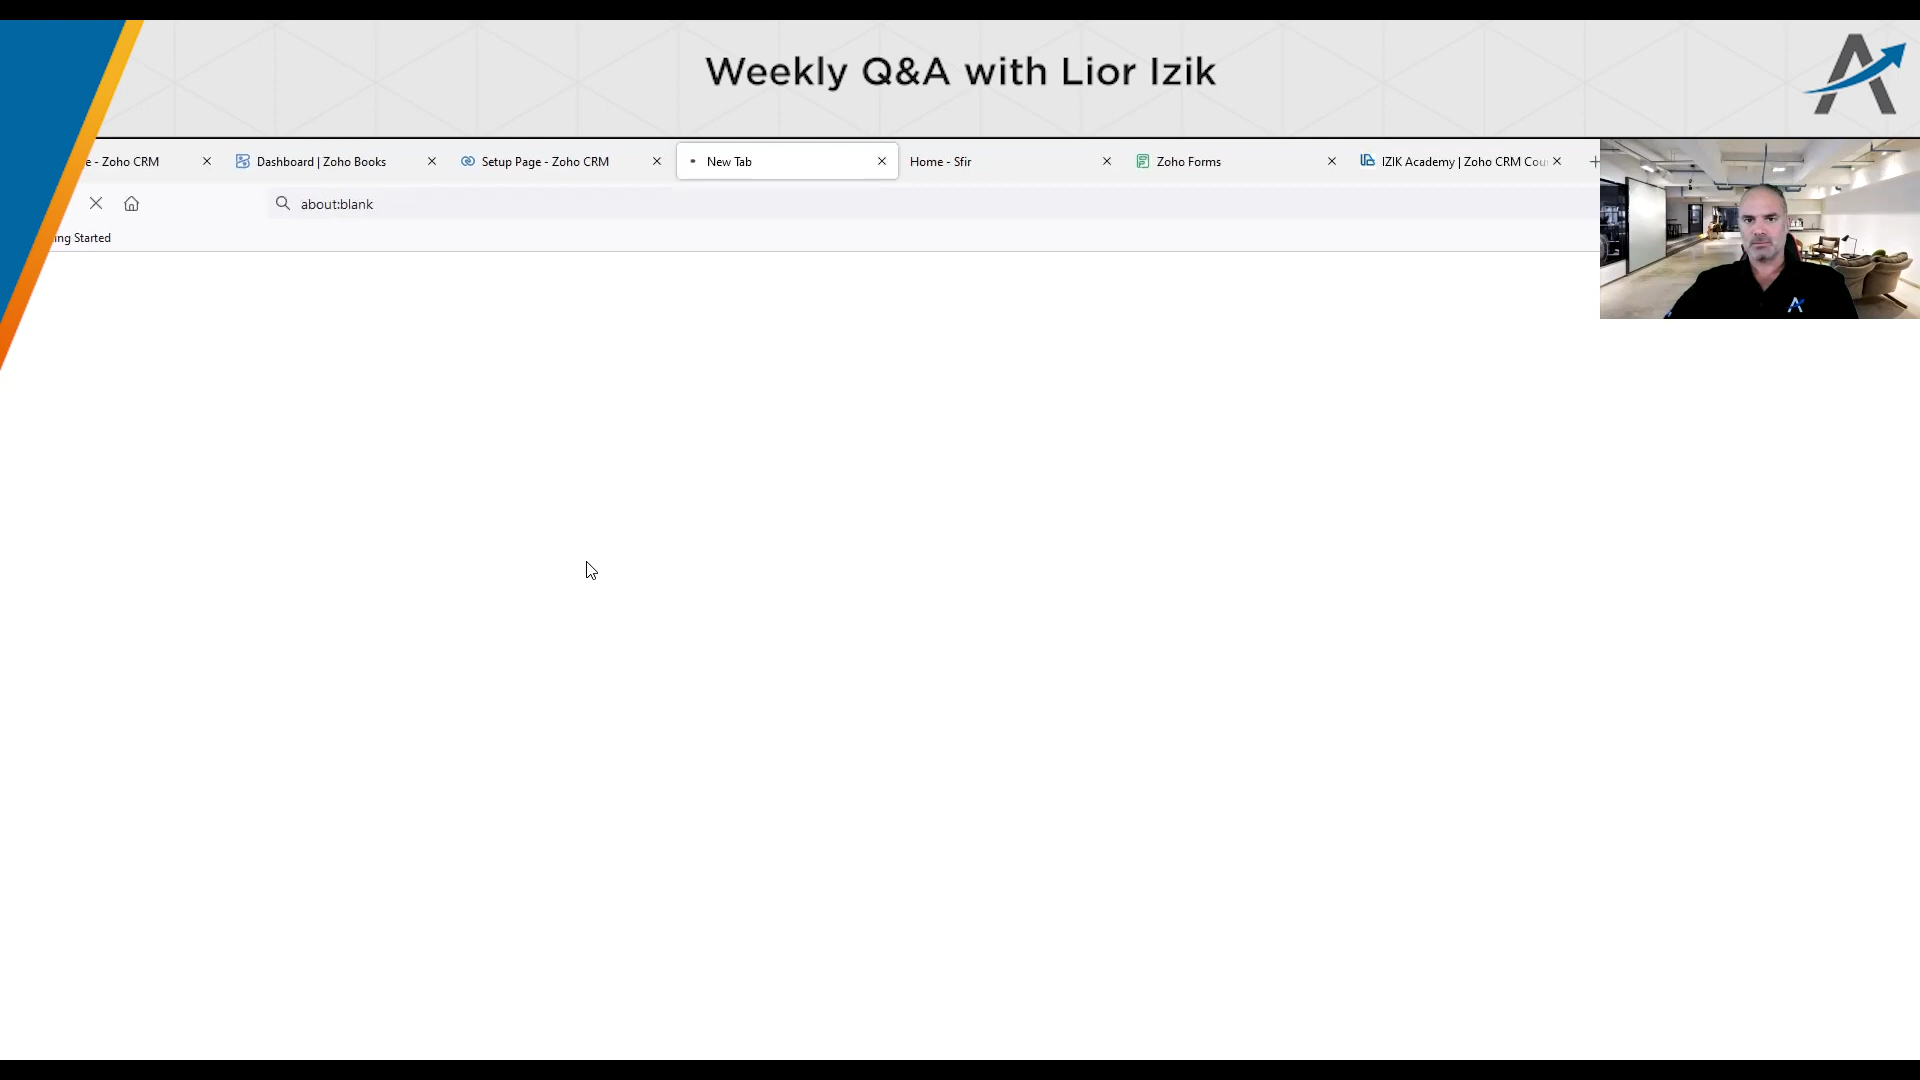 Weekly Q&A with Lior Izik
e - Zoho CRM
Dashboard | Zoho Books
Setup Page - Zoho CRM
New Tab
Home - Sfir
Zoho Forms
IZIK Academy | Zoho CRM Cou
about:blank
ing Started